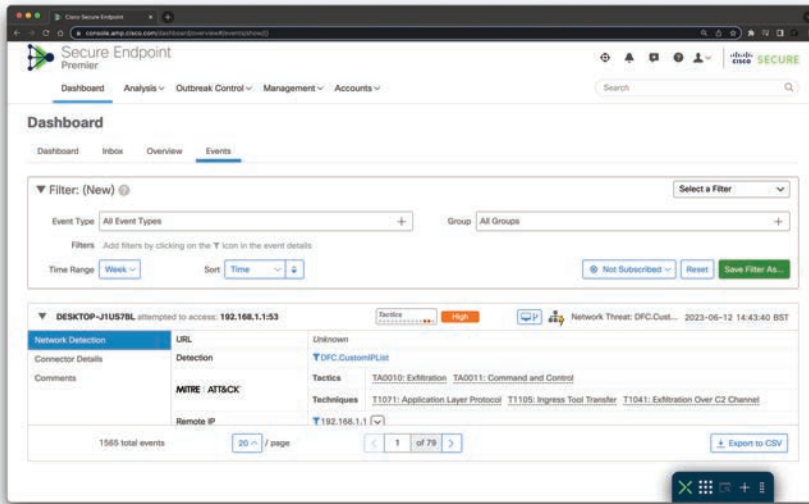 Cisco Secure Endpoint
console.amp.cisco.com/dashboard/overview#/events/show/{}
Secure Endpoint
Premier
CISCO SECURE
Dashboard Analysis Outbreak Control Management Accounts
Search
Dashboard
Dashboard Inbox Overview Events
Filter: (New)
Select a Filter
Event Type All Event Types Group All Groups
Filters Add filters by clicking on the icon in the event details
Time Range Week Sort Time Not Subscribed Reset Save Filter As...
DESKTOP-J1US7BL attempted to access: 192.168.1.1:53 Tactics High Network Threat: DFC.Cust... 2023-06-12 14:43:40 BST
Network Detection URL Unknown
Connector Details Detection DFC.CustomIPList
Comments MITRE ATT&CK Tactics TA0010: Exfiltration TA0011: Command and Control
Techniques T1071: Application Layer Protocol T1105: Ingress Tool Transfer T1041: Exfiltration Over C2 Channel
Remote IP 192.168.1.1
1565 total events 20 / page 1 of 79 Export to CSV